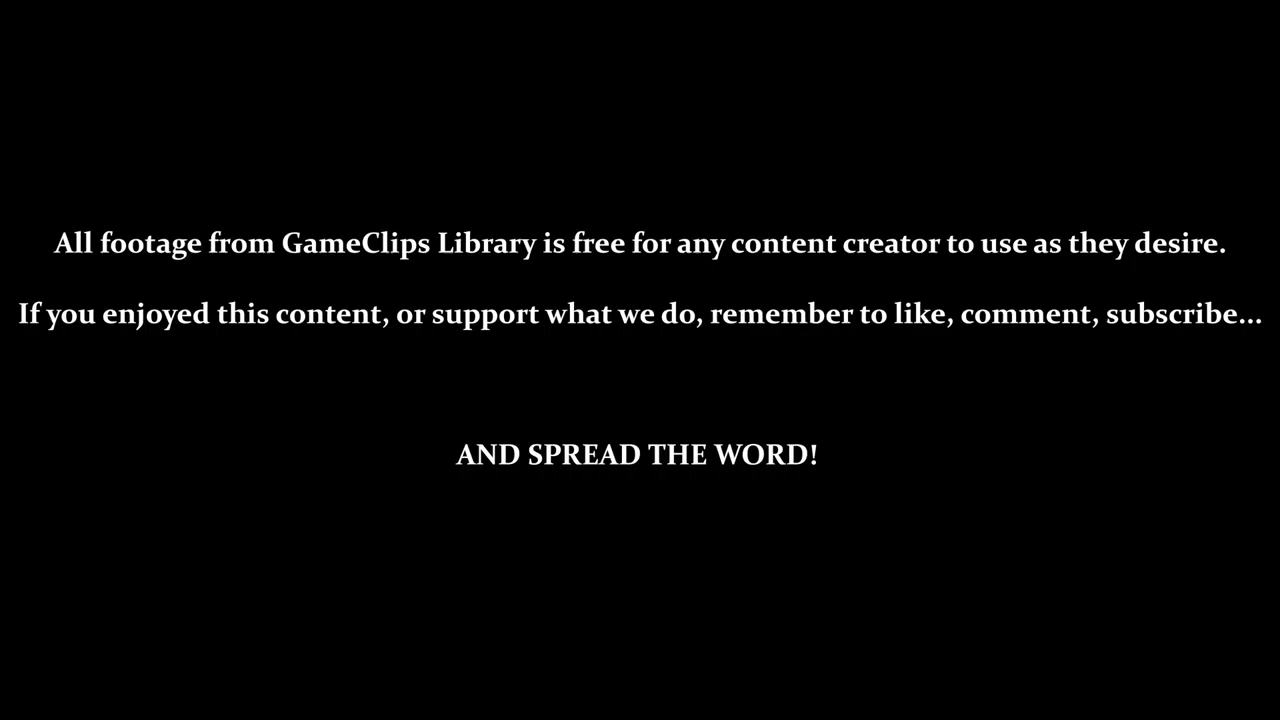 All footage from GameClips Library is free for any content creator to use as they desire.
If you enjoyed this content, or support what we do, remember to like, comment, subscribe...
AND SPREAD THE WORD!